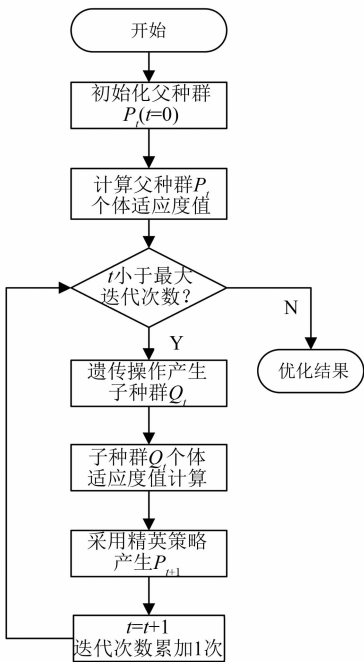 开始
初始化父种群
Pt(t=0)
计算父种群Pt
个体适应度值
t小于最大
迭代次数?
N
Y
优化结果
遗传操作产生
子种群Qt
子种群Qt个体
适应度值计算
采用精英策略
产生Pt+1
t=t+1
迭代次数累加1次